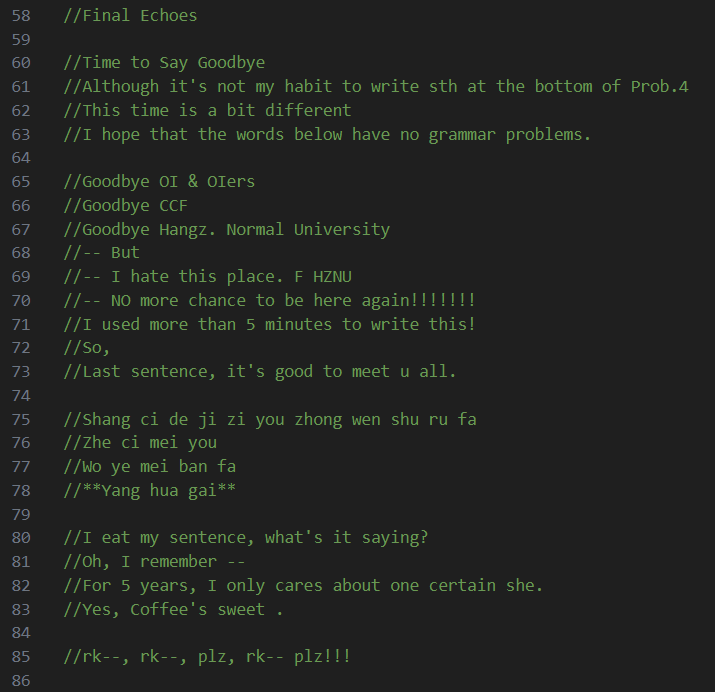 58 //Final Echoes
59
60 //Time to Say Goodbye
61 //Although it's not my habit to write sth at the bottom of Prob.4
62 //This time is a bit different
63 //I hope that the words below have no grammar problems.
64
65 //Goodbye OI & OIers
66 //Goodbye CCF
67 //Goodbye Hangz. Normal University
68 //-- But
69 //-- I hate this place. F HZNU
70 //-- NO more chance to be here again!!!!!!!
71 //I used more than 5 minutes to write this!
72 //So,
73 //Last sentence, it's good to meet u all.
74
75 //Shang ci de ji zi you zhong wen shu ru fa
76 //Zhe ci mei you
77 //Wo ye mei ban fa
78 //**Yang hua gai**
79
80 //I eat my sentence, what's it saying?
81 //Oh, I remember --
82 //For 5 years, I only cares about one certain she.
83 //Yes, Coffee's sweet .
84
85 //rk--, rk--, plz, rk-- plz!!!
86